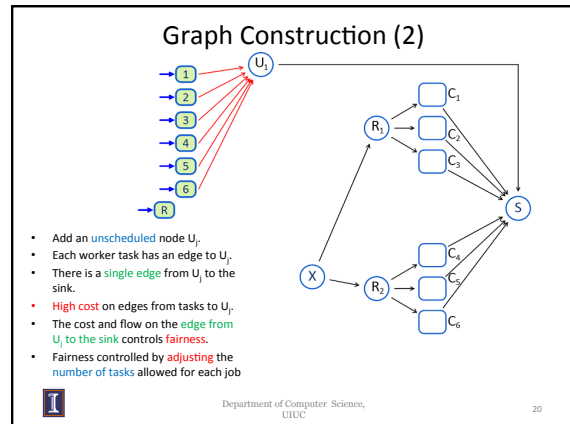 Graph Construction (2)
U1
1
2
3
4
5
6
R
C1
R1
C2
C3
S
C4
X
R2
C5
C6
• Add an unscheduled node Uj.
• Each worker task has an edge to Uj.
• There is a single edge from Uj to the
sink.
• High cost on edges from tasks to Uj.
• The cost and flow on the edge from
Uj to the sink controls fairness.
• Fairness controlled by adjusting the
number of tasks allowed for each job
I
Department of Computer Science,
UIUC
20